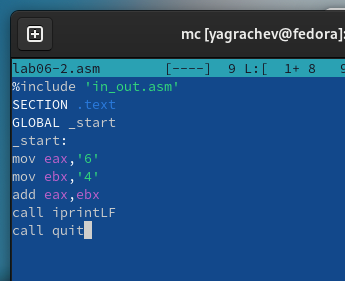 mc [yagrachev@fedora]:
lab06-2.asm        [----]  9 L:[  1+ 8   9
%include 'in_out.asm'
SECTION .text
GLOBAL _start
_start:
mov eax,'6'
mov ebx,'4'
add eax,ebx
call iprintLF
call quit